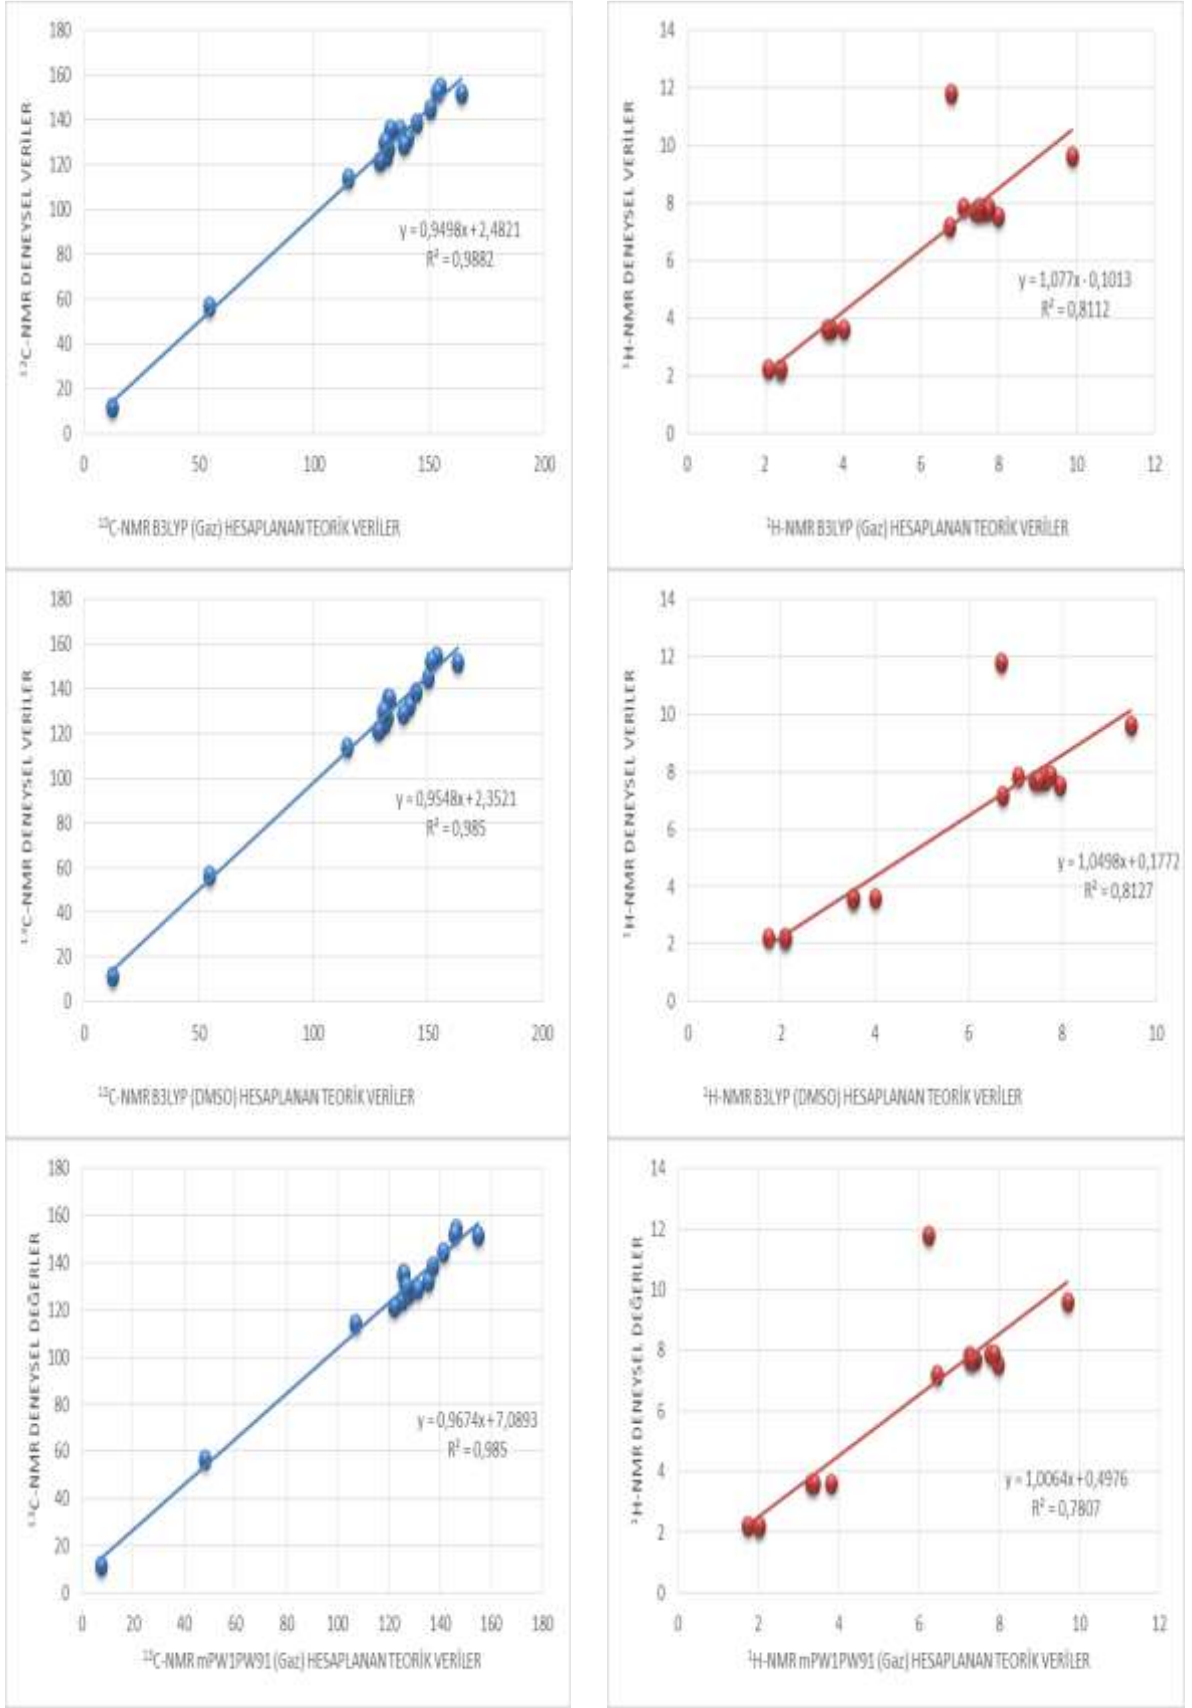 180
160
140
120
100
80
60
40
20
0
0 50 100 150 200
¹³C-NMR DENEYSEL VERİLER
y = 0,9498x + 2,4821
R² = 0,9882
¹³C-NMR B3LYP (Gaz) HESAPLANAN TEORİK VERİLER
14
12
10
8
6
4
2
0
0 2 4 6 8 10 12
¹H-NMR DENEYSEL VERİLER
y = 1,077x - 0,1013
R² = 0,8112
¹H-NMR B3LYP (Gaz) HESAPLANAN TEORİK VERİLER
180
160
140
120
100
80
60
40
20
0
0 50 100 150 200
¹³C-NMR DENEYSEL VERİLER
y = 0,9548x + 2,3521
R² = 0,985
¹³C-NMR B3LYP (DMSO) HESAPLANAN TEORİK VERİLER
14
12
10
8
6
4
2
0
0 2 4 6 8 10
¹H-NMR DENEYSEL VERİLER
y = 1,0498x + 0,1772
R² = 0,8127
¹H-NMR B3LYP (DMSO) HESAPLANAN TEORİK VERİLER
180
160
140
120
100
80
60
40
20
0
0 20 40 60 80 100 120 140 160 180
¹³C-NMR DENEYSEL DEĞERLER
y = 0,9674x + 7,0893
R² = 0,985
¹³C-NMR mPW1PW91 (Gaz) HESAPLANAN TEORİK VERİLER
14
12
10
8
6
4
2
0
0 2 4 6 8 10 12
¹H-NMR DENEYSEL DEĞERLER
y = 1,0064x + 0,4976
R² = 0,7807
¹H-NMR mPW1PW91 (Gaz) HESAPLANAN TEORİK VERİLER